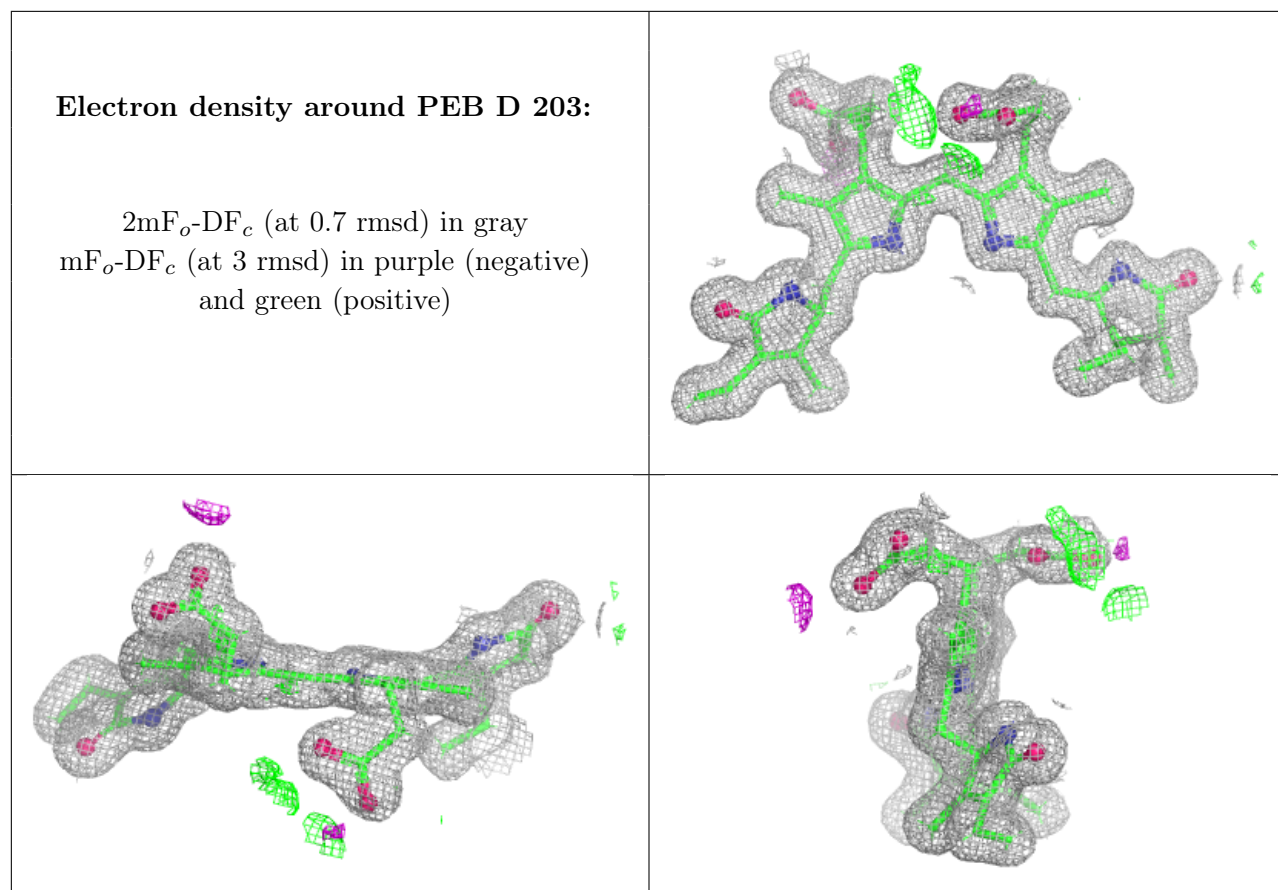 Electron density around PEB D 203:
2mFo-DFc (at 0.7 rmsd) in gray
mFo-DFc (at 3 rmsd) in purple (negative)
and green (positive)